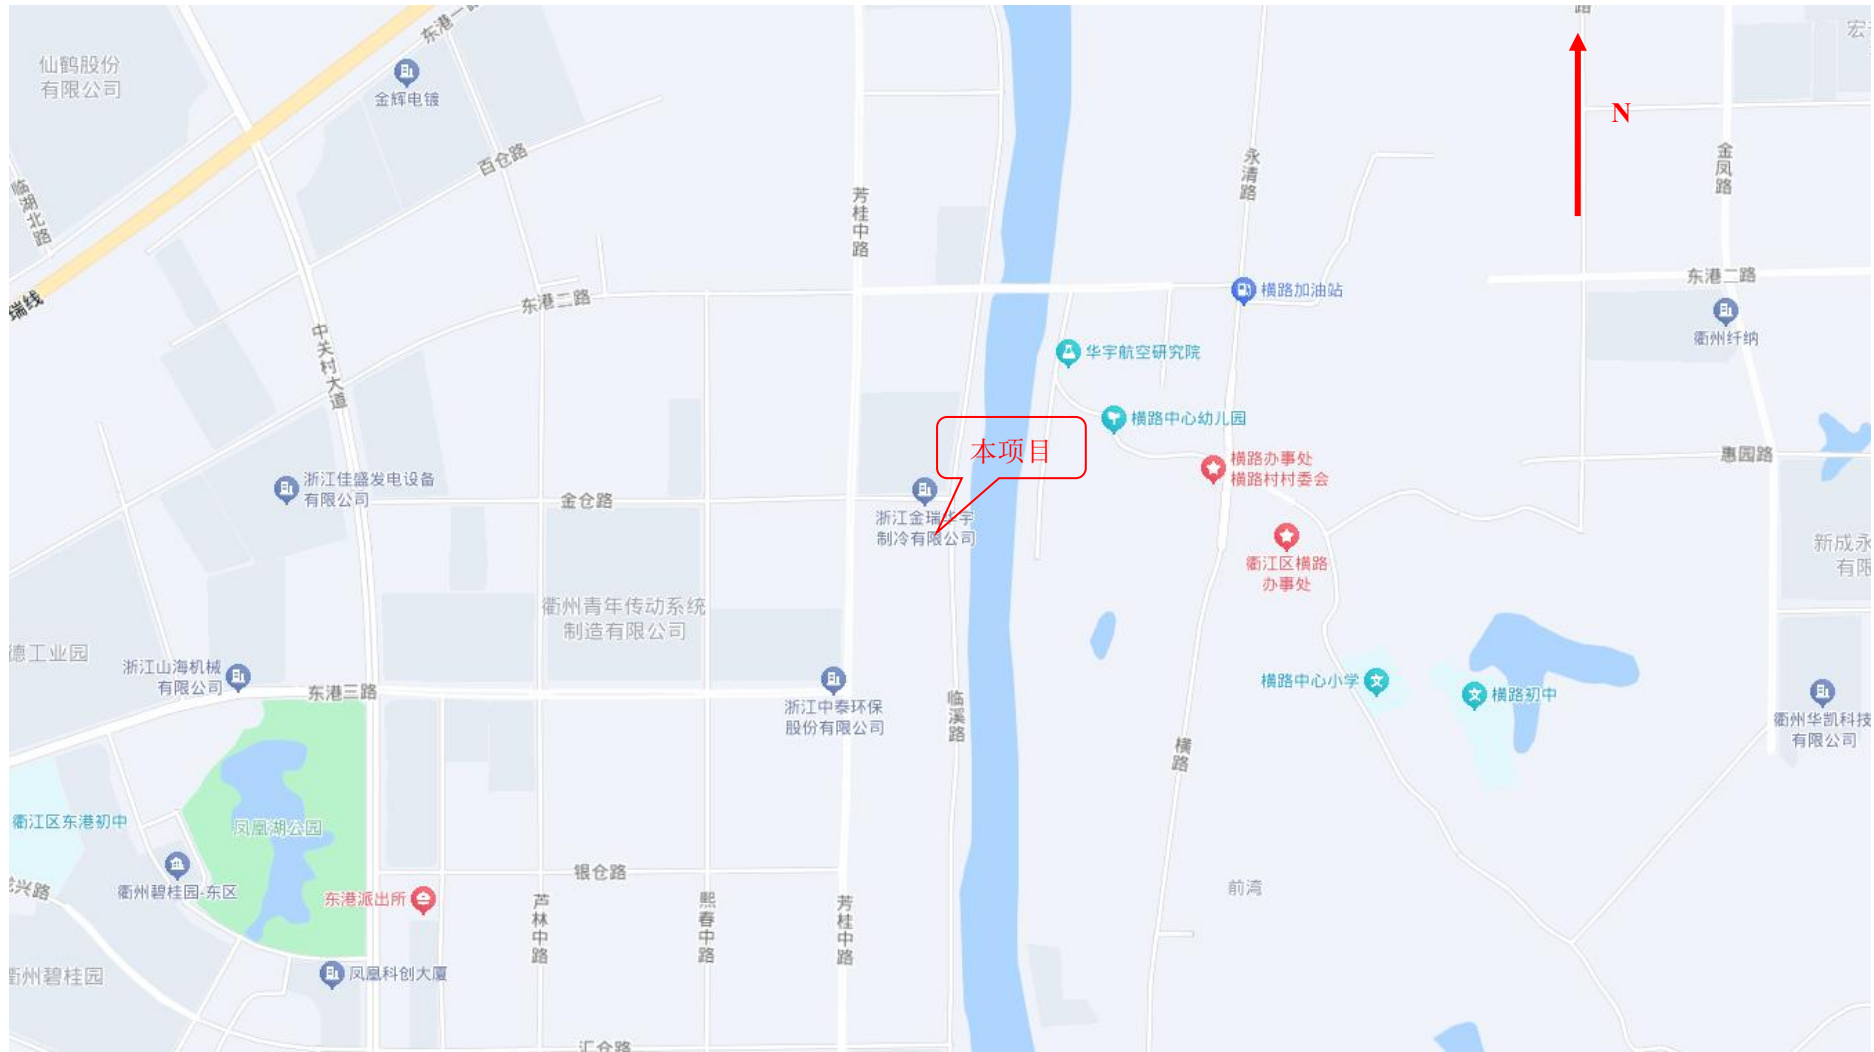 东港一路
路
宏
仙鹤股份
有限公司
金辉电镀
N
百仓路
永清路
金凤路
临湖北路
芳桂中路
东港二路
横路加油站
瑞线
东港二路
衢州纤纳
中关村大道
华宇航空研究院
横路中心幼儿园
本项目
惠园路
横路办事处
横路村村委会
浙江佳盛发电设备
有限公司
金仓路
浙江金瑞华宇
制冷有限公司
新成永
有限
衢江区横路
办事处
衢州青年传动系统
制造有限公司
德工业园
浙江山海机械
有限公司
东港三路
浙江中泰环保
股份有限公司
临溪路
横路中心小学
横路初中
衢州华凯科技
有限公司
横路
衢江区东港初中
凤凰湖公园
银仓路
衢州碧桂园-东区
兴路
东港派出所
前湾
芦林中路
熙春中路
芳桂中路
衢州碧桂园
凤凰科创大厦
汇仓路